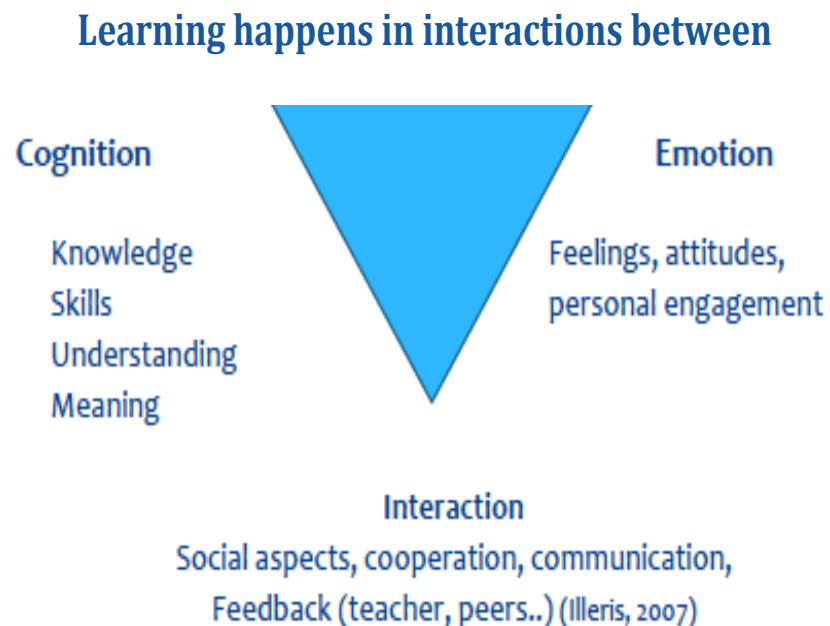 Learning happens in interactions between
Cognition
Emotion
Knowledge
Skills
Understanding
Meaning
Feelings, attitudes,
personal engagement
Interaction
Social aspects, cooperation, communication,
Feedback (teacher, peers..) (Illeris, 2007)